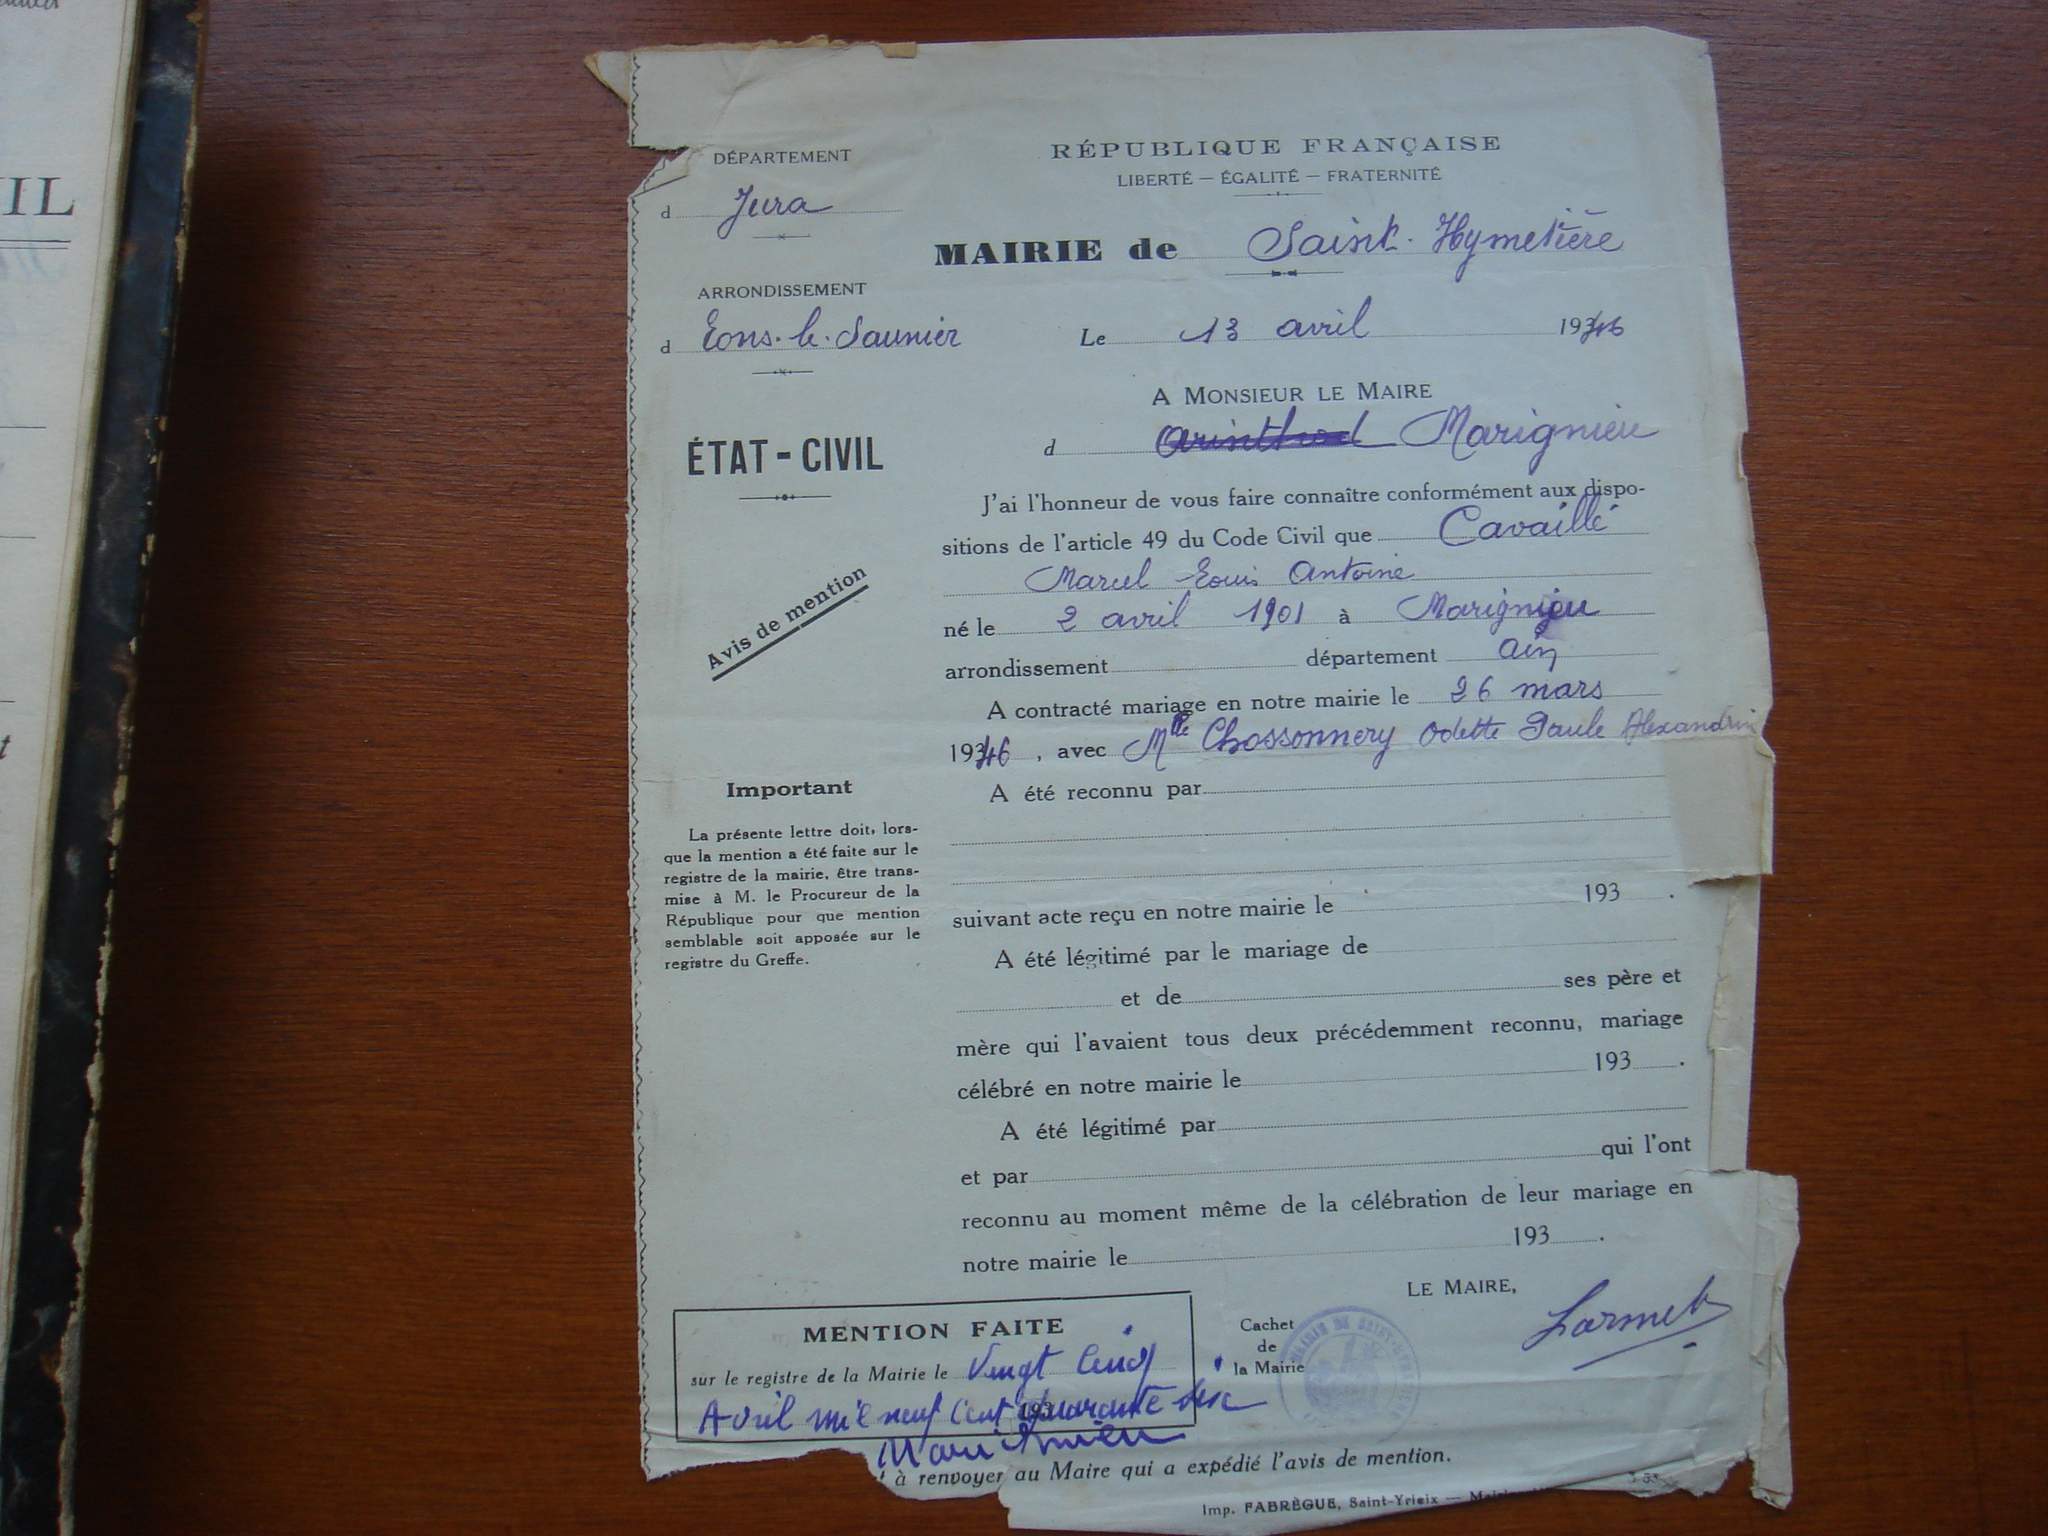 IL
t
DÉPARTEMENT
d Jura
ARRONDISSEMENT
d Lons-le-Saunier
ÉTAT-CIVIL
Avis de mention
Important
La présente lettre doit, lors-
que la mention a été faite sur le
registre de la mairie, être trans-
mise à M. le Procureur de la
République pour que mention
semblable soit apposée sur le
registre du Greffe.
RÉPUBLIQUE FRANÇAISE
LIBERTÉ — ÉGALITÉ — FRATERNITÉ
MAIRIE de Saint-Hymetière
Le 13 avril 19346
A MONSIEUR LE MAIRE
d Arinthod Marignieu
J'ai l'honneur de vous faire connaître conformément aux dispo-
sitions de l'article 49 du Code Civil que Cavaillé
Marcel Louis Antoine
né le 2 avril 1901 à Marignieu
arrondissement département Ain
A contracté mariage en notre mairie le 26 mars
19346, avec Mlle Chossonnery Odette Paule Alexandrin
A été reconnu par
suivant acte reçu en notre mairie le 193 .
A été légitimé par le mariage de
et de ses père et
mère qui l'avaient tous deux précédemment reconnu, mariage
célébré en notre mairie le 193 .
A été légitimé par
et par qui l'ont
reconnu au moment même de la célébration de leur mariage en
notre mairie le 193 .
LE MAIRE,
Cachet
de
la Mairie
MAIRIE DE SAINT-HYMETIÈRE
MENTION FAITE
sur le registre de la Mairie le Vingt Cinq
Avril mil neuf Cent 193 quarante six
Marignieu
à renvoyer au Maire qui a expédié l'avis de mention.
Imp. FABRÈGUE, Saint-Yrieix —